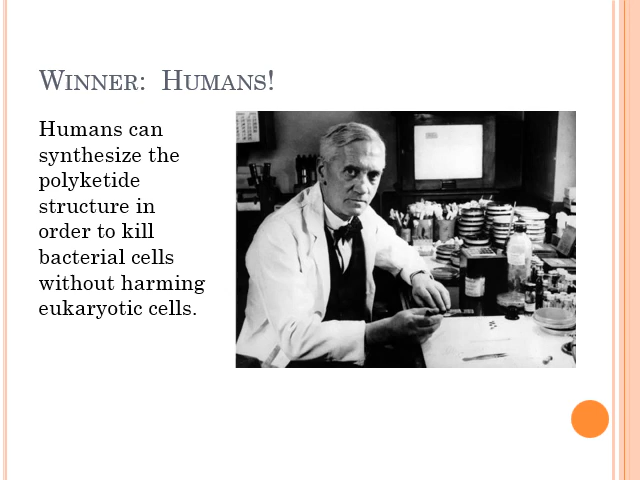 Winner: Humans!
Humans can
synthesize the
polyketide
structure in
order to kill
bacterial cells
without harming
eukaryotic cells.